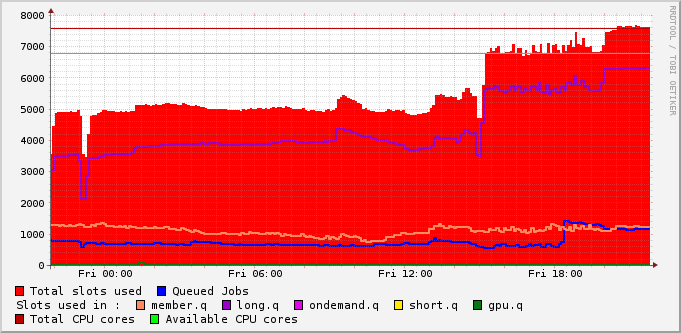 RRDTOOL / TOBI OETIKER
8000
7000
6000
5000
4000
3000
2000
1000
0
Fri 00:00 Fri 06:00 Fri 12:00 Fri 18:00
Total slots used Queued Jobs
Slots used in : member.q long.q ondemand.q short.q gpu.q
Total CPU cores Available CPU cores